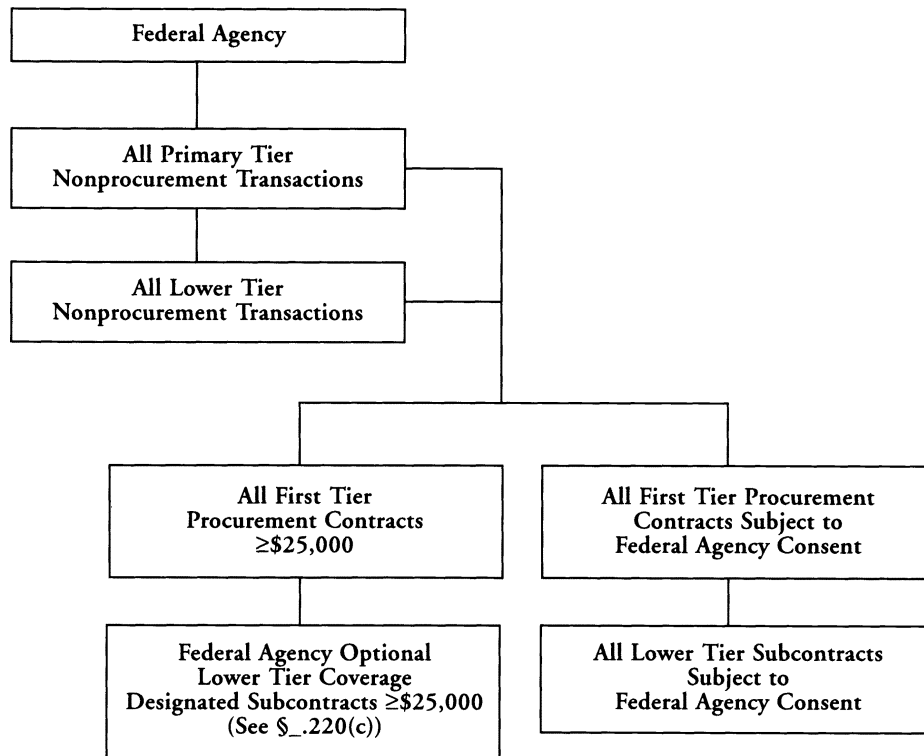 Federal Agency
All Primary Tier
Nonprocurement Transactions
All Lower Tier
Nonprocurement Transactions
All First Tier
Procurement Contracts
≥$25,000
All First Tier Procurement
Contracts Subject to
Federal Agency Consent
Federal Agency Optional
Lower Tier Coverage
Designated Subcontracts ≥$25,000
(See §_.220(c))
All Lower Tier Subcontracts
Subject to
Federal Agency Consent